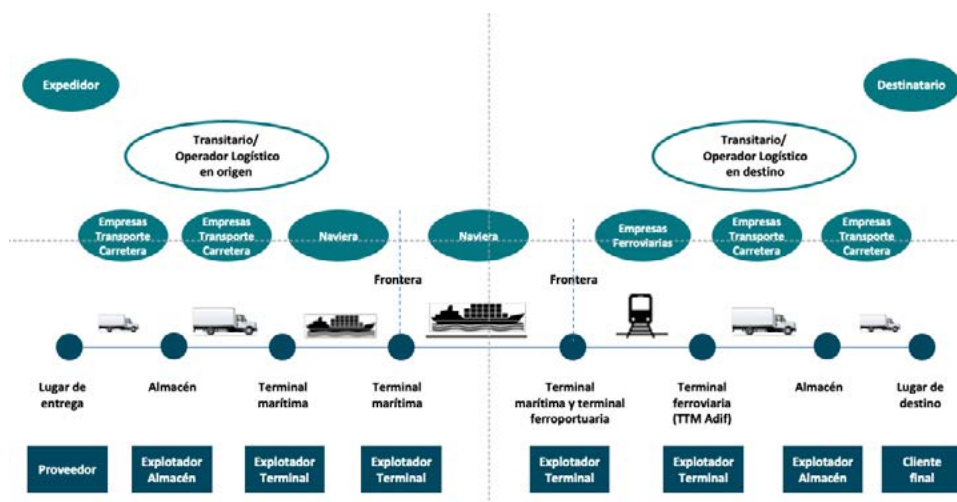 Expedidor
Destinatario
Transitario/
Operador Logístico
en origen
Transitario/
Operador Logístico
en destino
Empresas
Transporte
Carretera
Empresas
Transporte
Carretera
Naviera
Naviera
Empresas
Ferroviarias
Empresas
Transporte
Carretera
Empresas
Transporte
Carretera
Frontera
Frontera
Lugar de
entrega
Almacén
Terminal
marítima
Terminal
marítima
Terminal
marítima y terminal
ferroportuaria
Terminal
ferroviaria
(TTM Adif)
Almacén
Lugar de
destino
Proveedor
Explotador
Almacén
Explotador
Terminal
Explotador
Terminal
Explotador
Terminal
Explotador
Terminal
Explotador
Almacén
Cliente
final